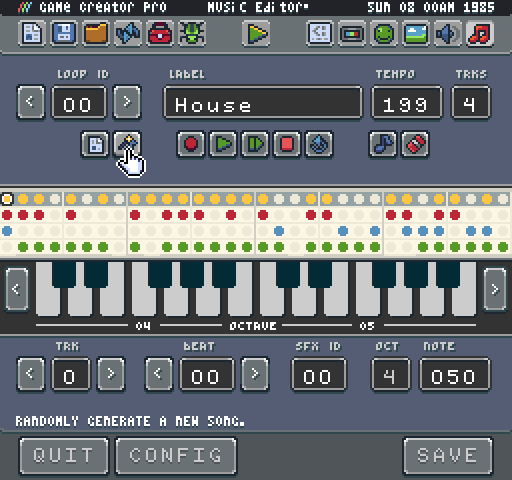 GAME CREATOR PRO MUSIC EDITOR* SUN 08 00AM 1985
LOOP ID LABEL TEMPO TRKS
< 00 > House 199 4
< >
04 OCTAVE 05
TRK BEAT SFX ID OCT NOTE
< 0 > < 00 > 00 4 050
RANDOMLY GENERATE A NEW SONG.
QUIT CONFIG SAVE